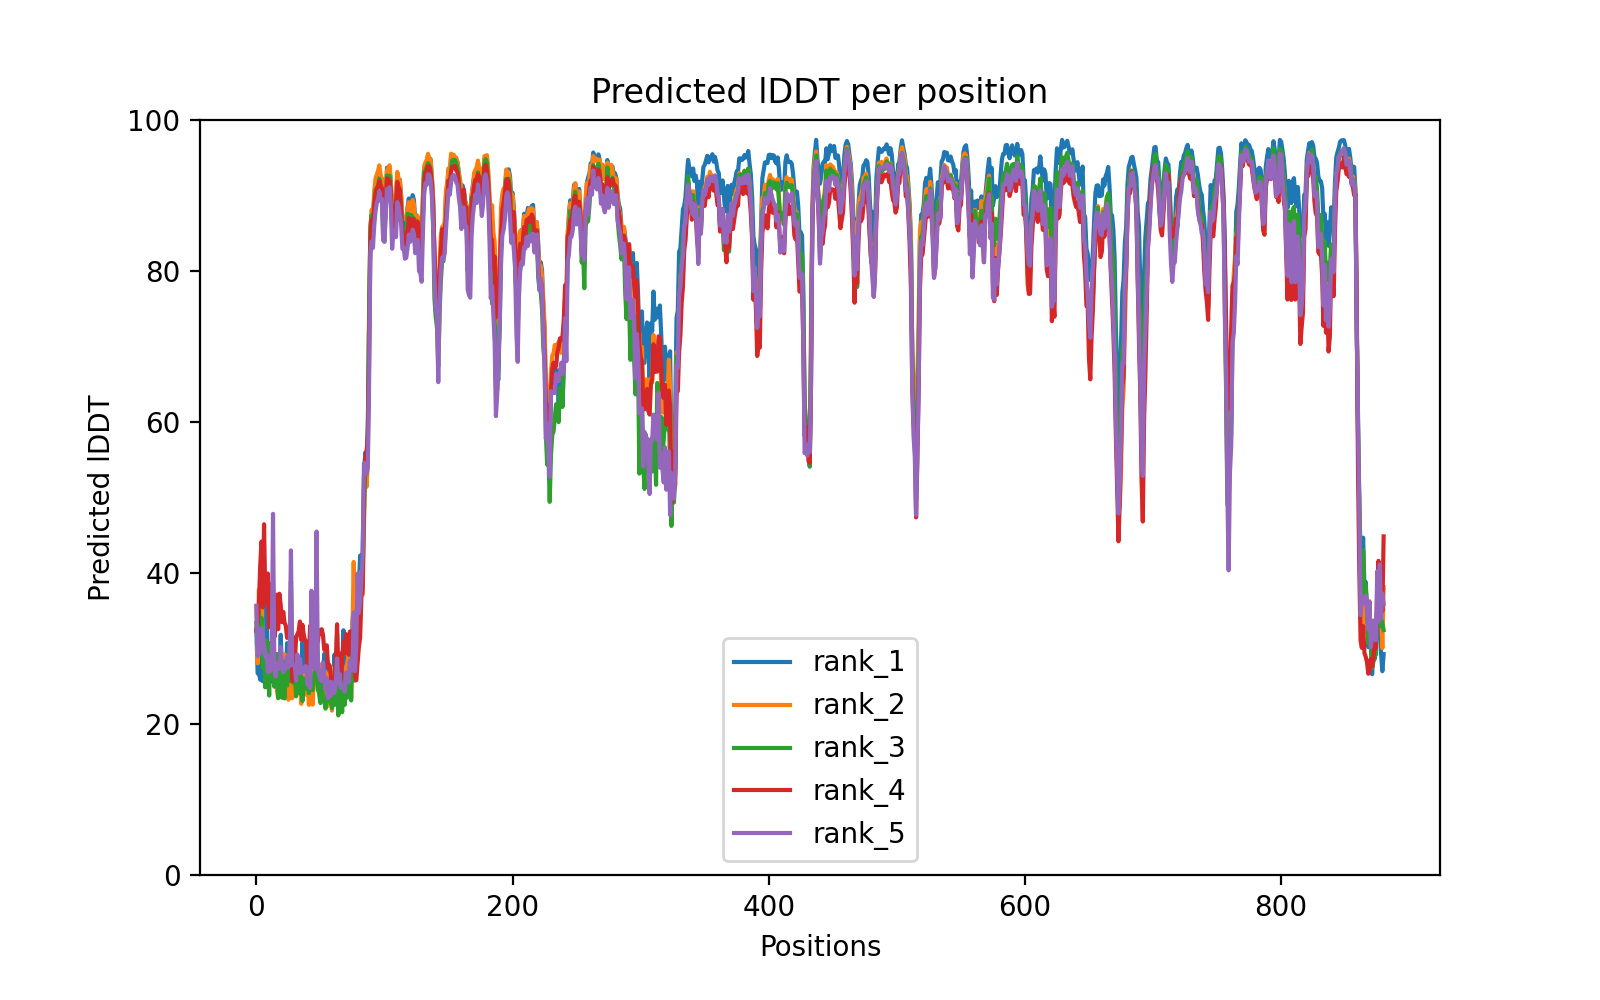 Predicted lDDT per position
Predicted lDDT
100
80
60
40
20
0
0 200 400 600 800
Positions
rank_1
rank_2
rank_3
rank_4
rank_5